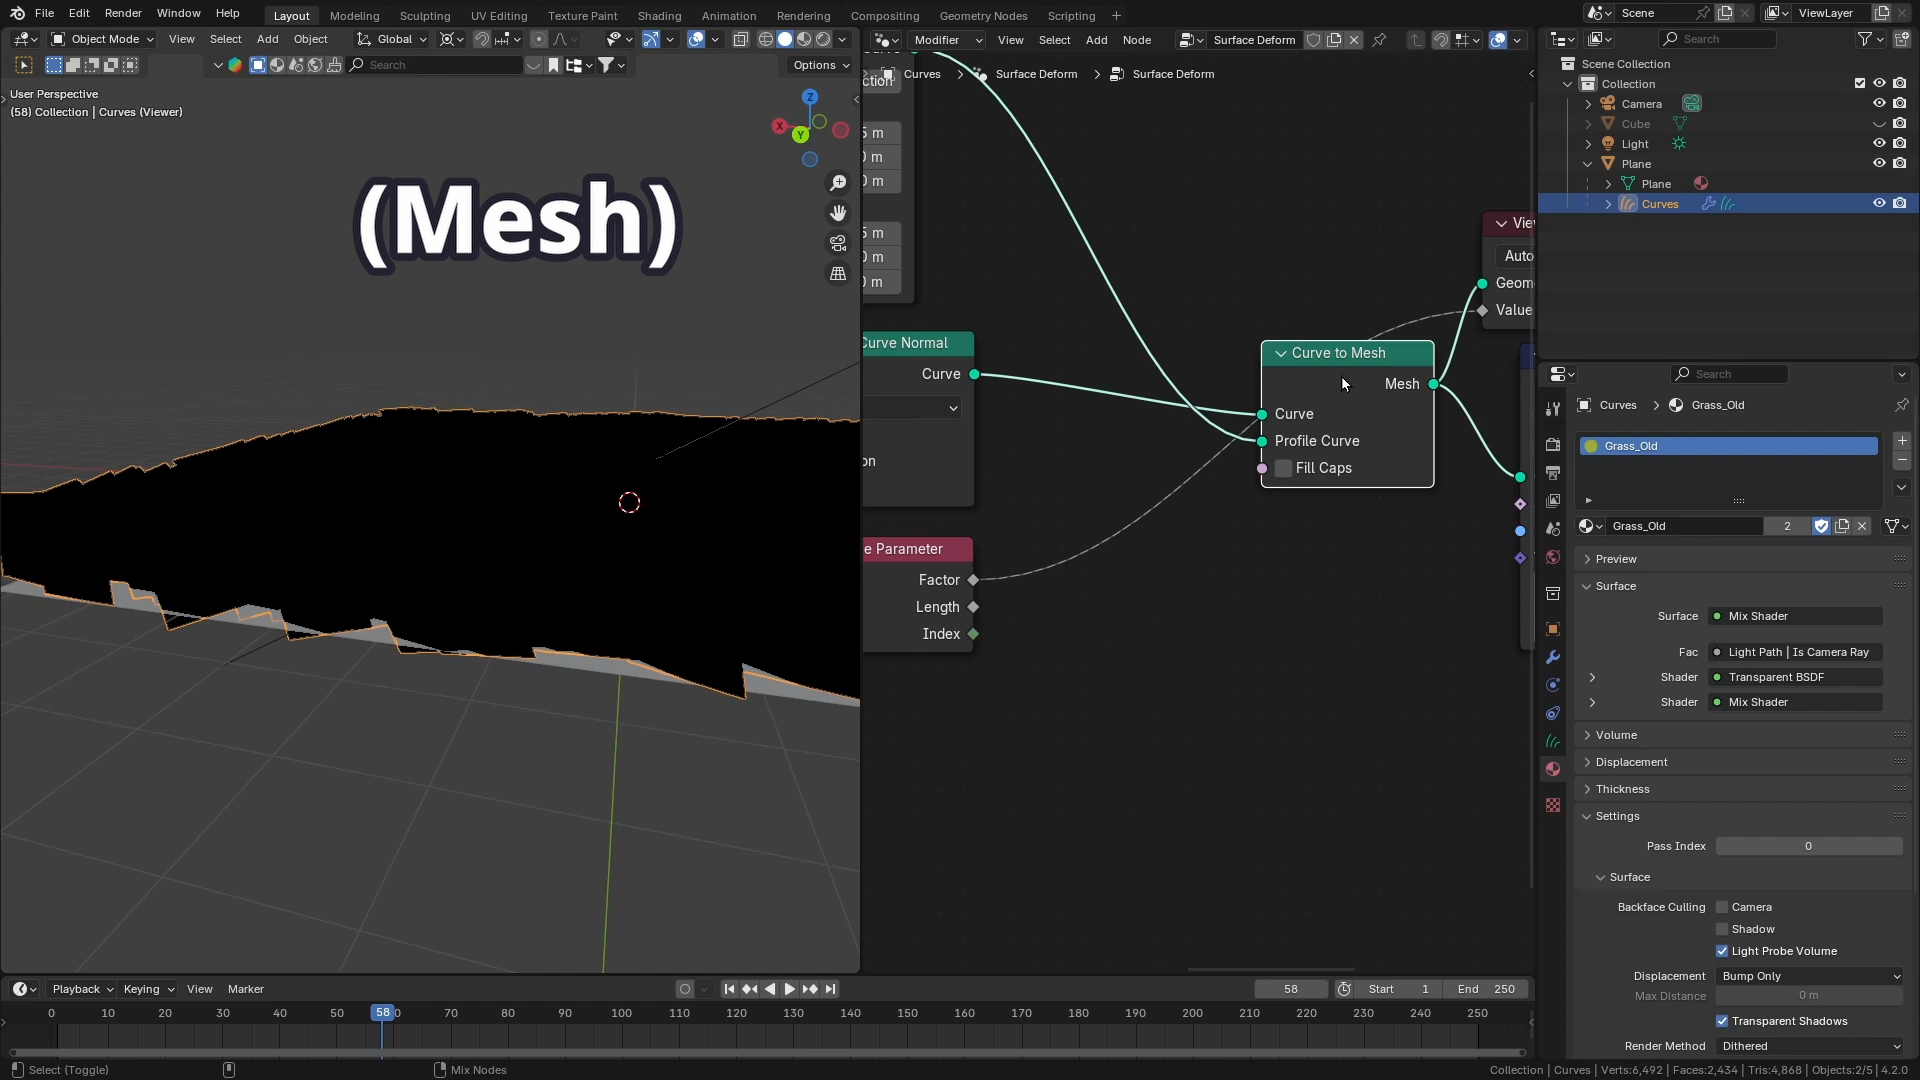 File Edit Render Window Help Layout Modeling Sculpting UV Editing Texture Paint Shading Animation Rendering Compositing Geometry Nodes Scripting + Scene ViewLayer
Object Mode View Select Add Object Global Modifier View Select Add Node Surface Deform Search
Search Options
Curves > Surface Deform > Surface Deform
User Perspective
(58) Collection | Curves (Viewer)
Z
X
Y
(Mesh)
5 m
0 m
0 m
5 m
0 m
0 m
Curve Normal
Curve
on
e Parameter
Factor
Length
Index
Curve to Mesh
Mesh
Curve
Profile Curve
Fill Caps
Auto
Value
Scene Collection
Collection
Camera
Cube
Light
Plane
Plane
Curves
Search
Curves > Grass_Old
Grass_Old
Grass_Old 2
Preview
Surface
Surface Mix Shader
Fac Light Path | Is Camera Ray
Shader Transparent BSDF
Shader Mix Shader
Volume
Displacement
Thickness
Settings
Pass Index 0
Surface
Backface Culling Camera
Shadow
Light Probe Volume
Displacement Bump Only
Max Distance 0 m
Transparent Shadows
Render Method Dithered
Playback Keying View Marker 58 Start 1 End 250
0 10 20 30 40 50 58 70 80 90 100 110 120 130 140 150 160 170 180 190 200 210 220 230 240 250
Select (Toggle) Mix Nodes Collection | Curves | Verts:6,492 | Faces:2,434 | Tris:4,868 | Objects:2/5 | 4.2.0